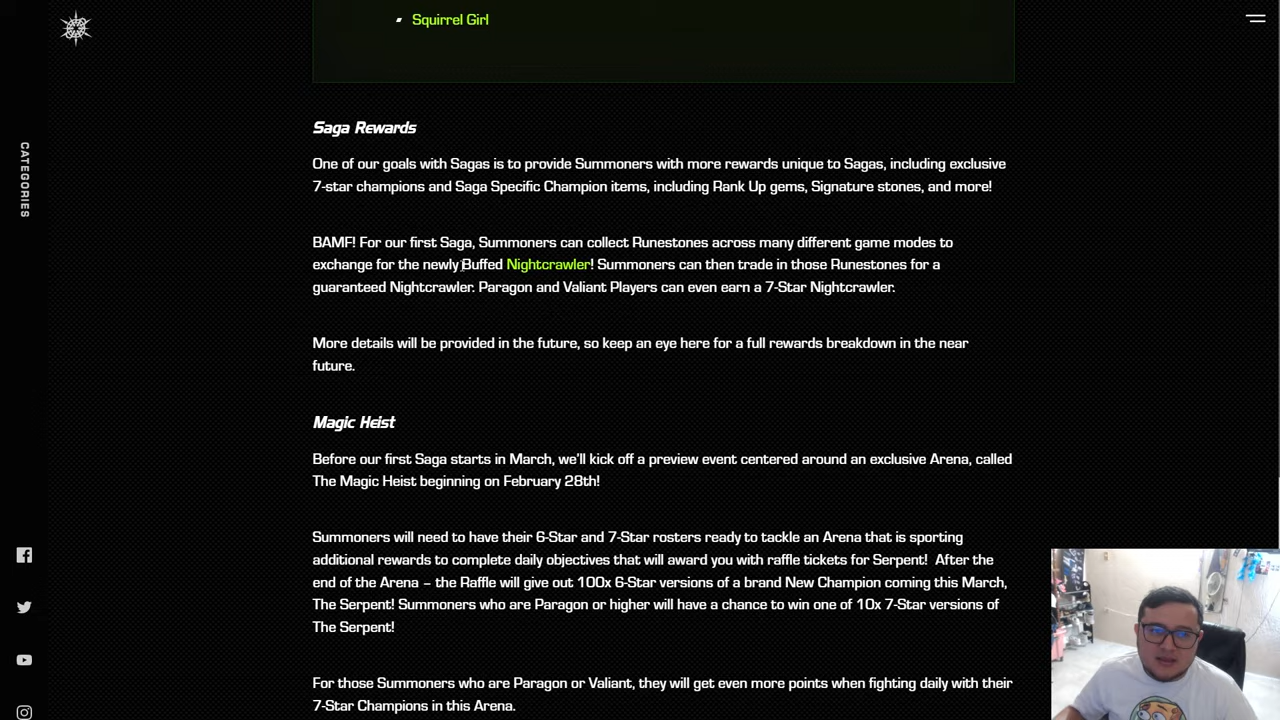 Squirrel Girl
CATEGORIES
Saga Rewards
One of our goals with Sagas is to provide Summoners with more rewards unique to Sagas, including exclusive
7-star champions and Saga Specific Champion items, including Rank Up gems, Signature stones, and more!
BAMF! For our first Saga, Summoners can collect Runestones across many different game modes to
exchange for the newly Buffed Nightcrawler! Summoners can then trade in those Runestones for a
guaranteed Nightcrawler. Paragon and Valiant Players can even earn a 7-Star Nightcrawler.
More details will be provided in the future, so keep an eye here for a full rewards breakdown in the near
future.
Magic Heist
Before our first Saga starts in March, we'll kick off a preview event centered around an exclusive Arena, called
The Magic Heist beginning on February 28th!
Summoners will need to have their 6-Star and 7-Star rosters ready to tackle an Arena that is sporting
additional rewards to complete daily objectives that will award you with raffle tickets for Serpent! After the
end of the Arena – the Raffle will give out 100x 6-Star versions of a brand New Champion coming this March,
The Serpent! Summoners who are Paragon or higher will have a chance to win one of 10x 7-Star versions of
The Serpent!
For those Summoners who are Paragon or Valiant, they will get even more points when fighting daily with their
7-Star Champions in this Arena.